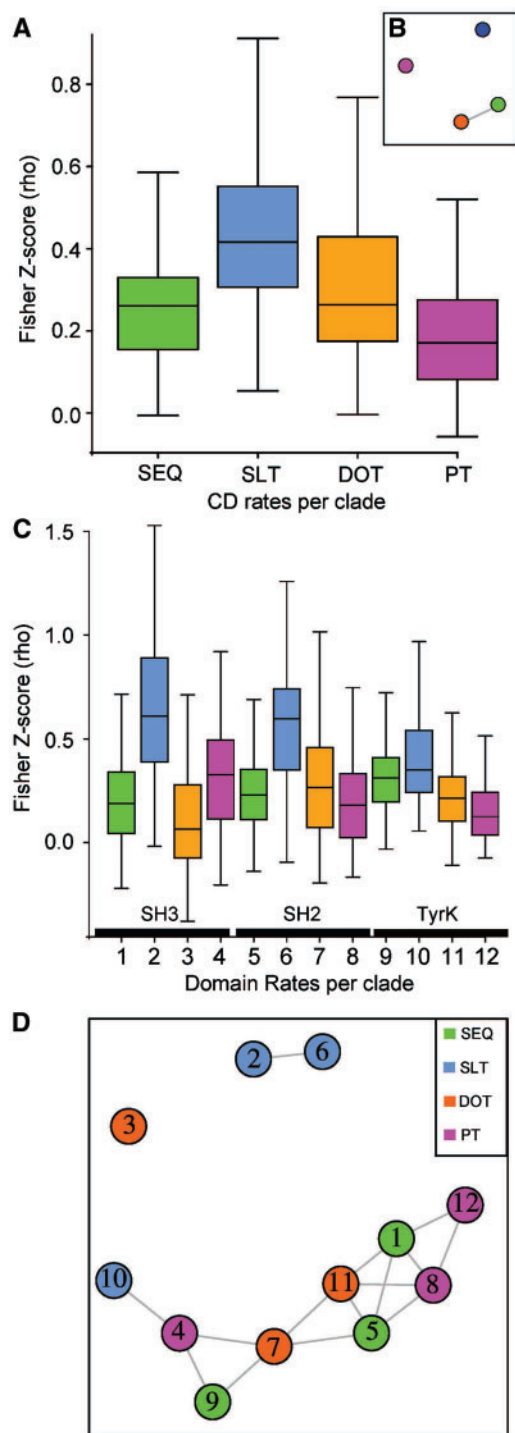 A
B
Fisher Z-score (rho)
0.8
0.6
0.4
0.2
0.0
SEQ SLT DOT PT
CD rates per clade
C
Fisher Z-score (rho)
1.5
1.0
0.5
0.0
SH3 SH2 TyrK
1 2 3 4 5 6 7 8 9 10 11 12
Domain Rates per clade
D
SEQ
SLT
DOT
PT
2 6
3
12
1
10 11 8
4 7 5
9